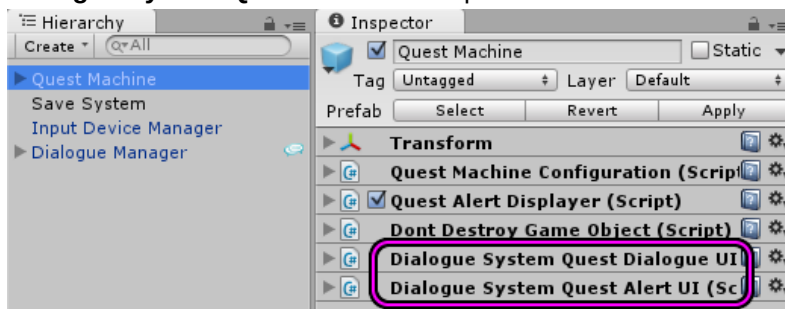 Hierarchy
Create
All
Quest Machine
Save System
Input Device Manager
Dialogue Manager
Inspector
Quest Machine
Static
Tag Untagged Layer Default
Prefab Select Revert Apply
Transform
Quest Machine Configuration (Script
Quest Alert Displayer (Script)
Dont Destroy Game Object (Script)
Dialogue System Quest Dialogue UI
Dialogue System Quest Alert UI (Sc